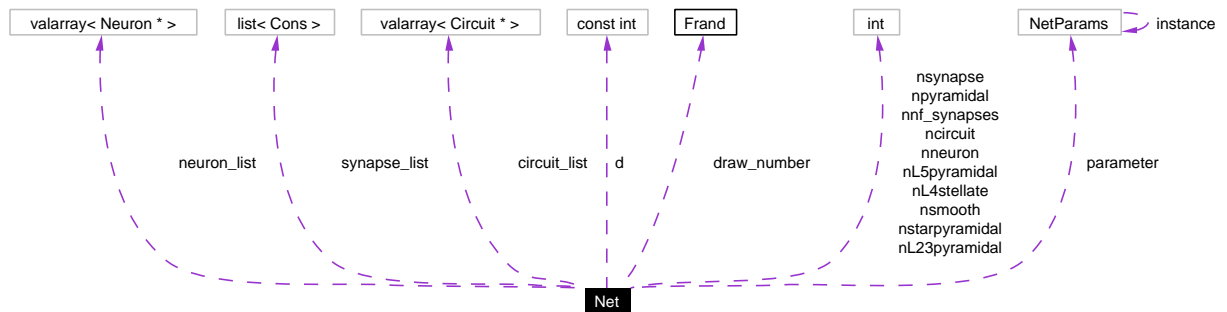 valarray< Neuron * >
list< Cons >
valarray< Circuit * >
const int
Frand
int
NetParams
instance
nsynapse
npyramidal
nnf_synapses
ncircuit
nneuron
nL5pyramidal
nL4stellate
nsmooth
nstarpyramidal
nL23pyramidal
neuron_list
synapse_list
circuit_list
d
draw_number
parameter
Net